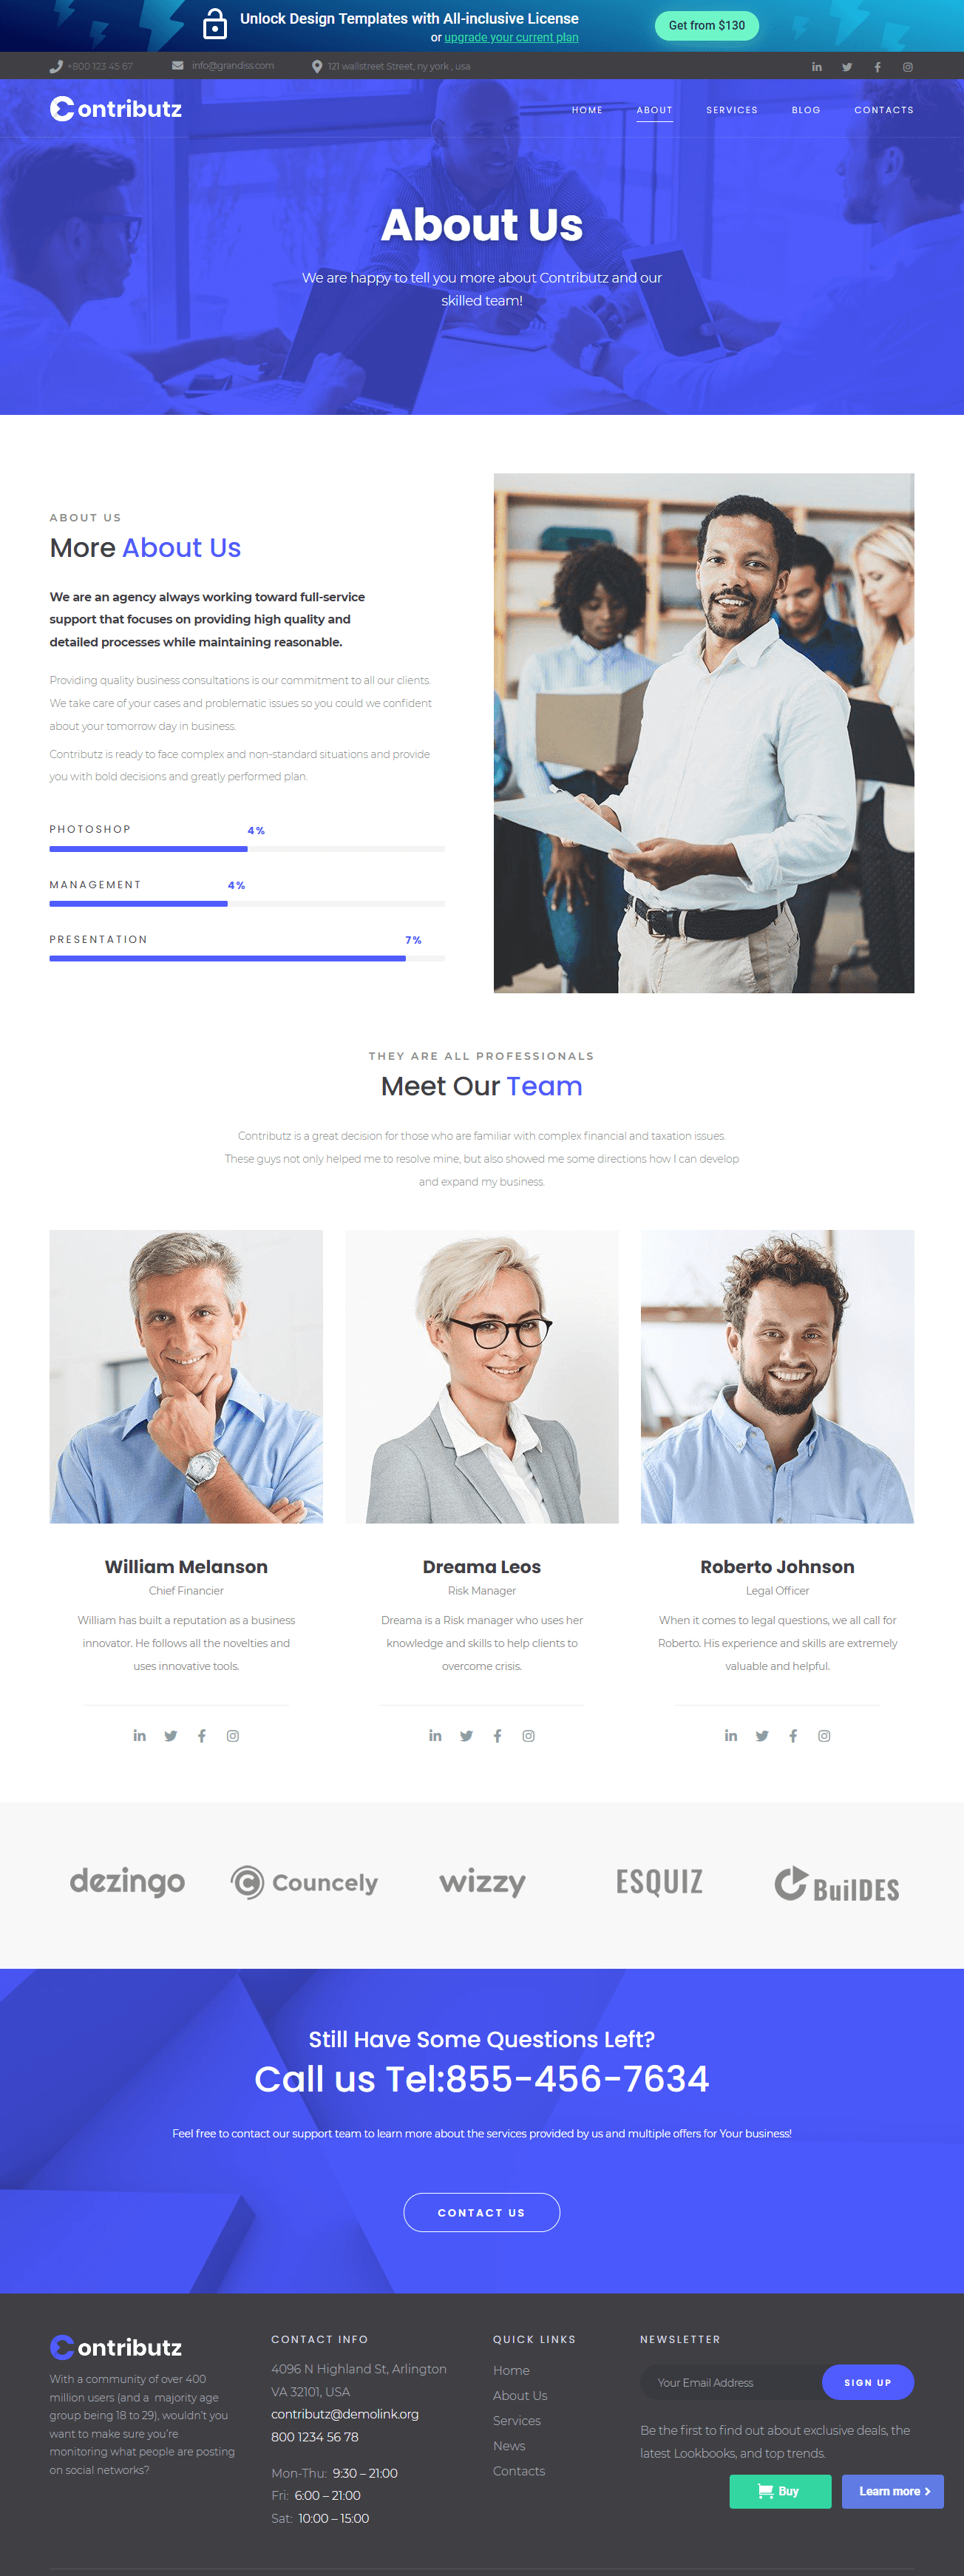 Unlock Design Templates with All-inclusive License
or upgrade your current plan
Get from $130
+800 123 45 67
info@grandiss.com
121 wallstreet Street, ny york , usa
Contributz
HOME
ABOUT
SERVICES
BLOG
CONTACTS
About Us
We are happy to tell you more about Contributz and our
skilled team!
ABOUT US
More About Us
We are an agency always working toward full-service
support that focuses on providing high quality and
detailed processes while maintaining reasonable.
Providing quality business consultations is our commitment to all our clients.
We take care of your cases and problematic issues so you could we confident
about your tomorrow day in business.
Contributz is ready to face complex and non-standard situations and provide
you with bold decisions and greatly performed plan.
PHOTOSHOP
4%
MANAGEMENT
4%
PRESENTATION
7%
THEY ARE ALL PROFESSIONALS
Meet Our Team
Contributz is a great decision for those who are familiar with complex financial and taxation issues.
These guys not only helped me to resolve mine, but also showed me some directions how I can develop
and expand my business.
William Melanson
Chief Financier
William has built a reputation as a business
innovator. He follows all the novelties and
uses innovative tools.
Dreama Leos
Risk Manager
Dreama is a Risk manager who uses her
knowledge and skills to help clients to
overcome crisis.
Roberto Johnson
Legal Officer
When it comes to legal questions, we all call for
Roberto. His experience and skills are extremely
valuable and helpful.
dezingo
Councely
wizzy
ESQUIZ
BuilDES
Still Have Some Questions Left?
Call us Tel:855-456-7634
Feel free to contact our support team to learn more about the services provided by us and multiple offers for Your business!
CONTACT US
Contributz
With a community of over 400
million users (and a majority age
group being 18 to 29), wouldn't you
want to make sure you're
monitoring what people are posting
on social networks?
CONTACT INFO
4096 N Highland St, Arlington
VA 32101, USA
contributz@demolink.org
800 1234 56 78
Mon-Thu: 9:30 – 21:00
Fri: 6:00 – 21:00
Sat: 10:00 – 15:00
QUICK LINKS
Home
About Us
Services
News
Contacts
NEWSLETTER
Your Email Address
SIGN UP
Be the first to find out about exclusive deals, the
latest Lookbooks, and top trends.
Buy
Learn more